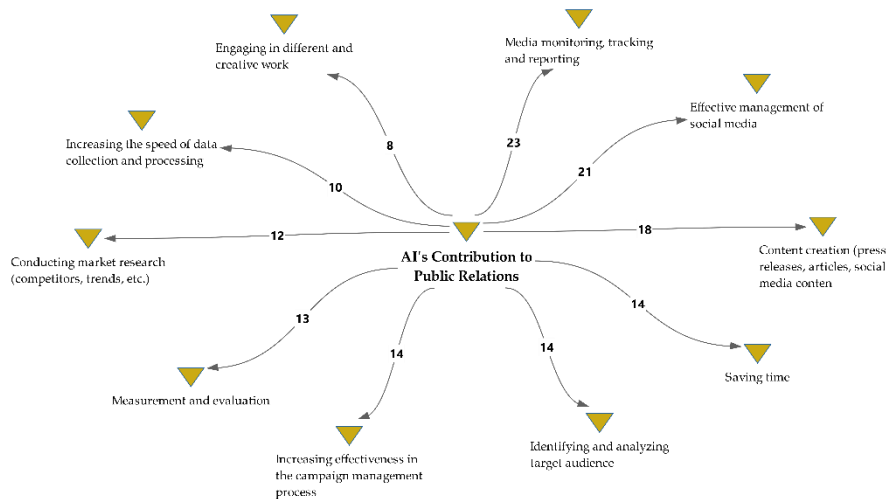 Engaging in different and
creative work
Media monitoring, tracking
and reporting
Effective management of
social media
Increasing the speed of data
collection and processing
8
23
21
10
12
18
Conducting market research
(competitors, trends, etc.)
AI's Contribution to
Public Relations
Content creation (press
releases, articles, social
media conten
13
14
14
14
Saving time
Measurement and evaluation
Increasing effectiveness in
the campaign management
process
Identifying and analyzing
target audience